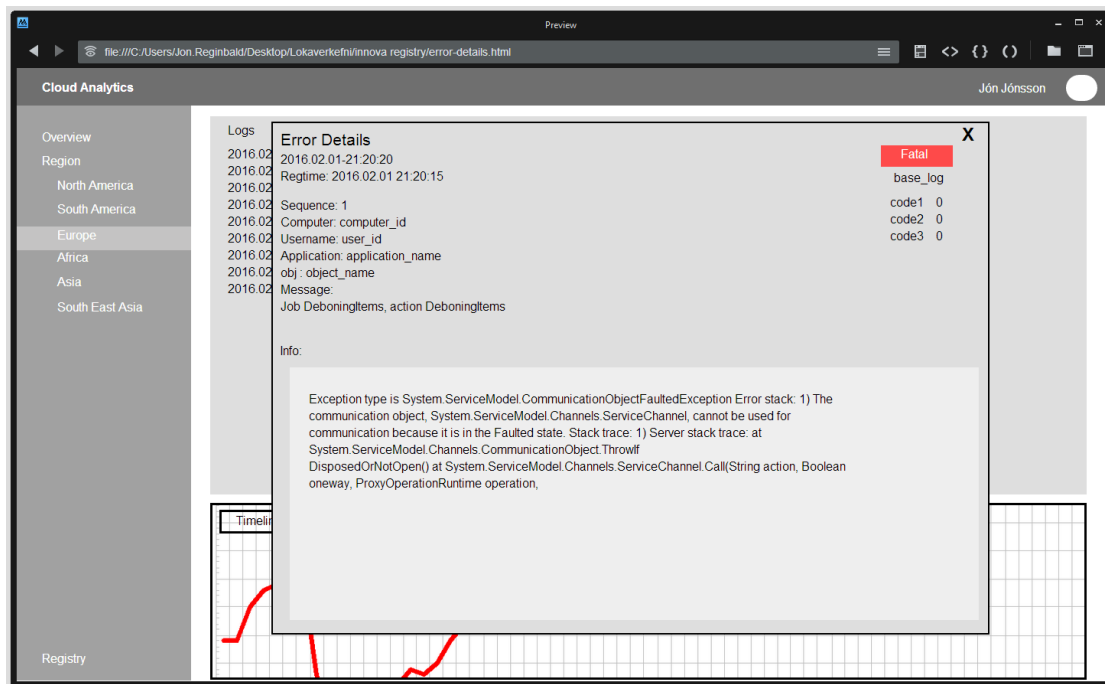 Preview
file:///C:/Users/Jon.Reginbald/Desktop/Lokaverkefni/innova registry/error-details.html
Cloud Analytics
Jón Jónsson
Overview
Region
North America
South America
Europe
Africa
Asia
South East Asia
Registry
Logs
2016.02
2016.02
2016.02
2016.02
2016.02
2016.02
2016.02
2016.02
2016.02
Error Details
X
2016.02.01-21:20:20
Regtime: 2016.02.01 21:20:15
Fatal
base_log
code1 0
code2 0
code3 0
Sequence: 1
Computer: computer_id
Username: user_id
Application: application_name
obj : object_name
Message:
Job DeboningItems, action DeboningItems
Info:
Exception type is System.ServiceModel.CommunicationObjectFaultedException Error stack: 1) The
communication object, System.ServiceModel.Channels.ServiceChannel, cannot be used for
communication because it is in the Faulted state. Stack trace: 1) Server stack trace: at
System.ServiceModel.Channels.CommunicationObject.ThrowIf
DisposedOrNotOpen() at System.ServiceModel.Channels.ServiceChannel.Call(String action, Boolean
oneway, ProxyOperationRuntime operation,